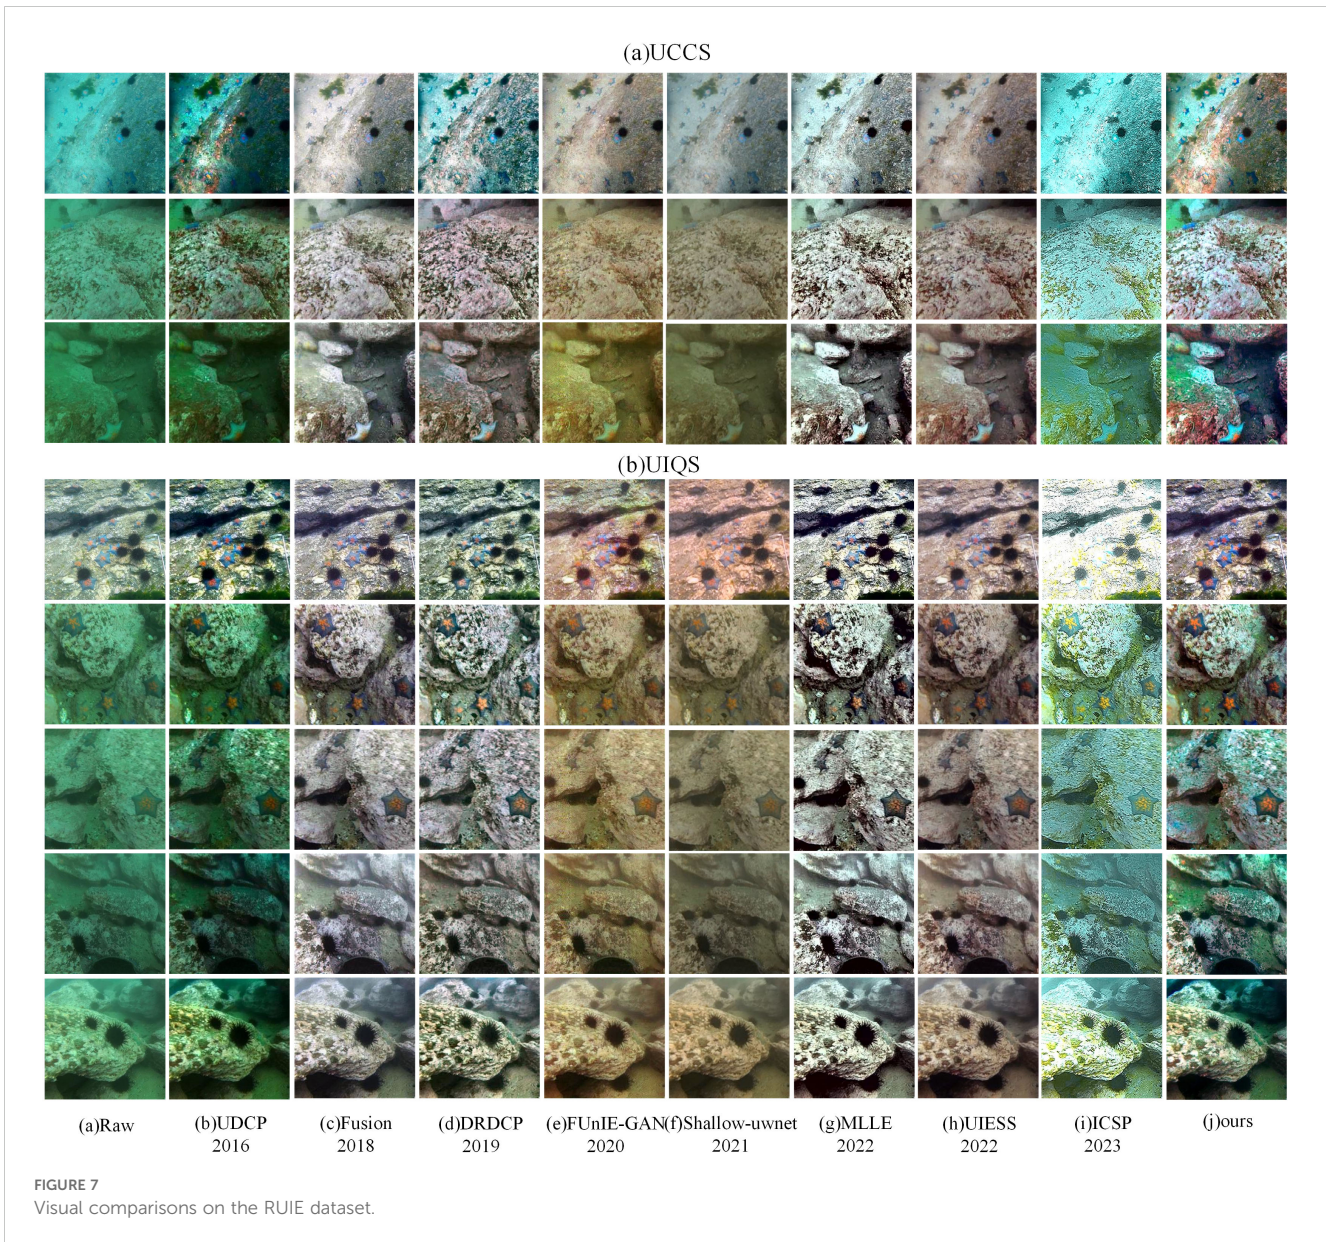 (a)UCCS
(b)UIQS
(a)Raw
(b)UDCP
2016
(c)Fusion
2018
(d)DRDCP
2019
(e)FUnIE-GAN
2020
(f)Shallow-uwnet
2021
(g)MLLE
2022
(h)UIESS
2022
(i)ICSP
2023
(j)ours
FIGURE 7
Visual comparisons on the RUIE dataset.